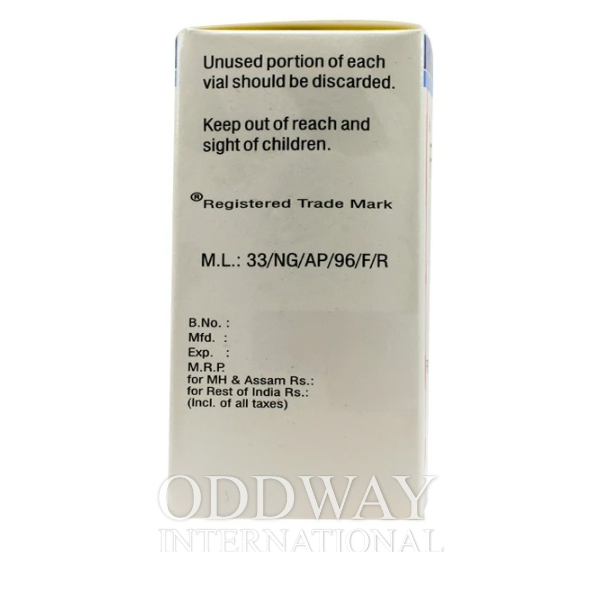 Unused portion of each
vial should be discarded.
Keep out of reach and
sight of children.
®Registered Trade Mark
M.L.: 33/NG/AP/96/F/R
B.No. :
Mfd. :
Exp. :
M.R.P.
for MH & Assam Rs.:
for Rest of India Rs.:
(Incl. of all taxes)
ODDWAY
INTERNATIONAL